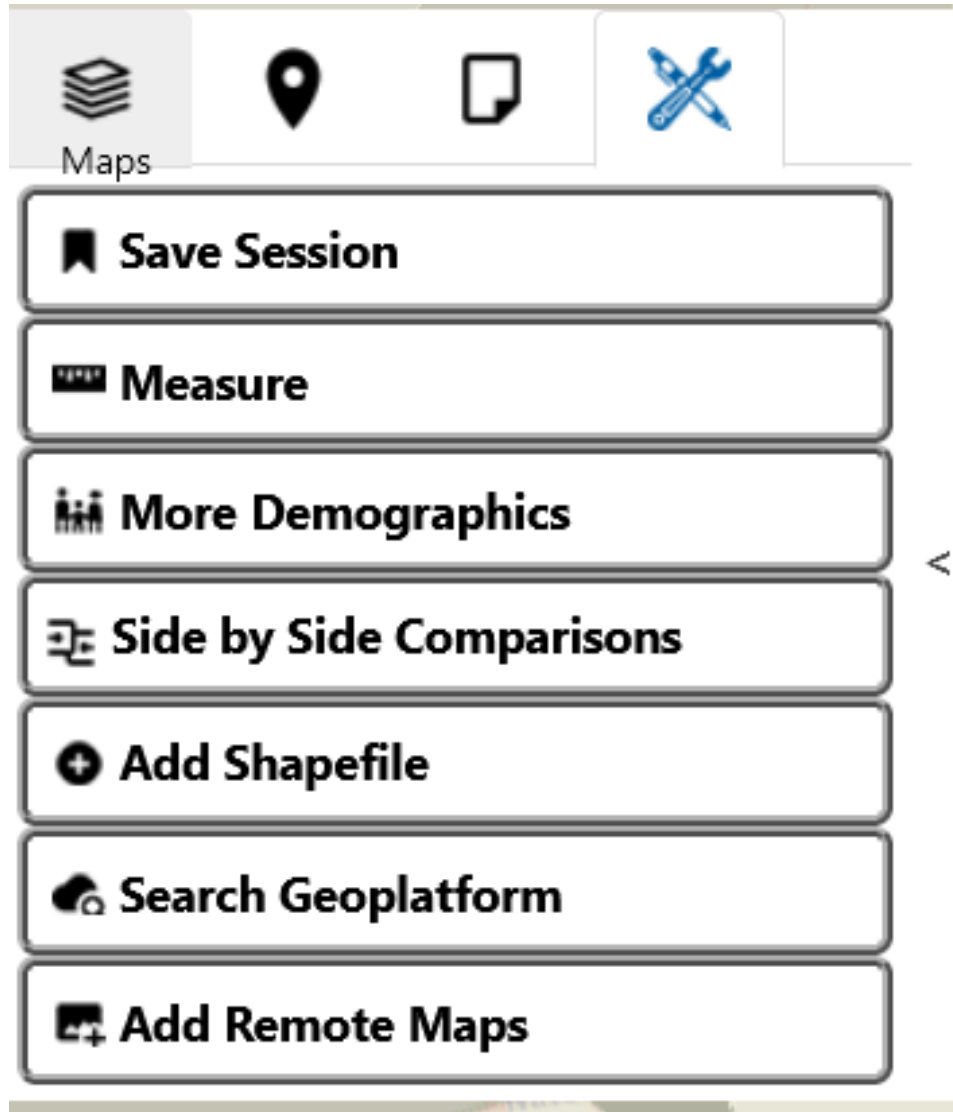 Maps
Save Session
Measure
More Demographics
Side by Side Comparisons
<
Add Shapefile
Search Geoplatform
Add Remote Maps